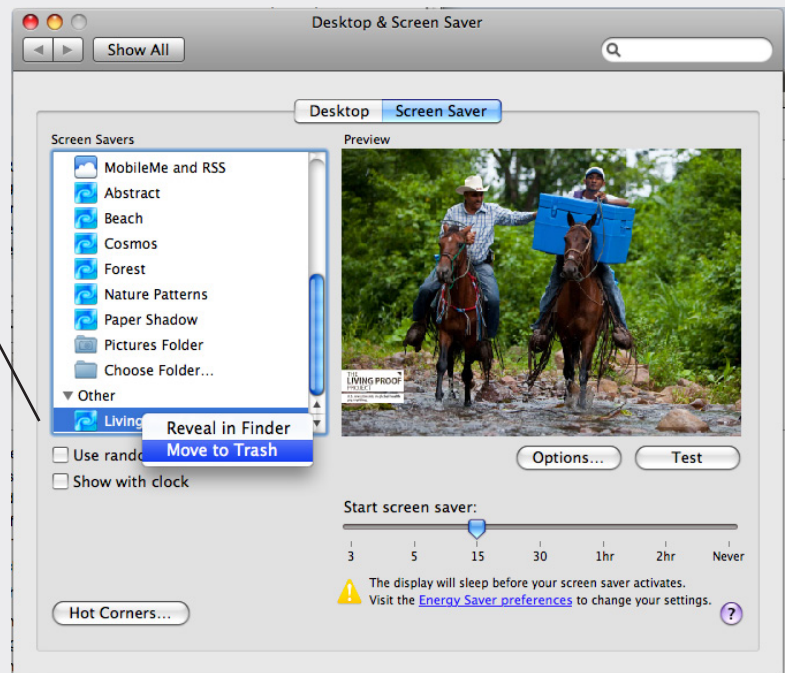 Desktop & Screen Saver
Show All
Desktop Screen Saver
Screen Savers
Preview
MobileMe and RSS
Abstract
Beach
Cosmos
Forest
Nature Patterns
Paper Shadow
Pictures Folder
Choose Folder...
Other
Living
Reveal in Finder
Move to Trash
Use
Show with clock
THE
LIVING PROOF
PROJECT
Options... Test
Start screen saver:
3 5 15 30 1hr 2hr Never
The display will sleep before your screen saver activates.
Visit the Energy Saver preferences to change your settings.
Hot Corners...
?